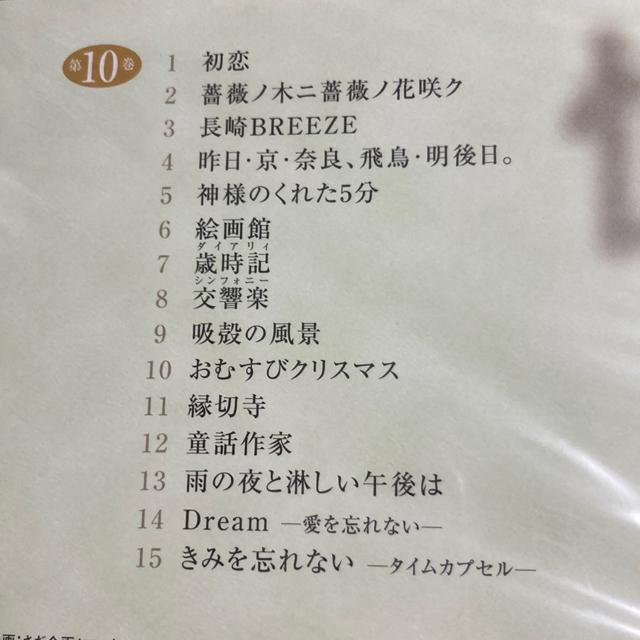 第10巻
1 初恋
2 薔薇ノ木ニ薔薇ノ花咲ク
3 長崎BREEZE
4 昨日・京・奈良、飛鳥・明後日。
5 神様のくれた5分
6 絵画館
ダイアリィ
7 歳時記
シンフォニー
8 交響楽
9 吸殻の風景
10 おむすびクリスマス
11 縁切寺
12 童話作家
13 雨の夜と淋しい午後は
14 Dream —愛を忘れない—
15 きみを忘れない —タイムカプセル—